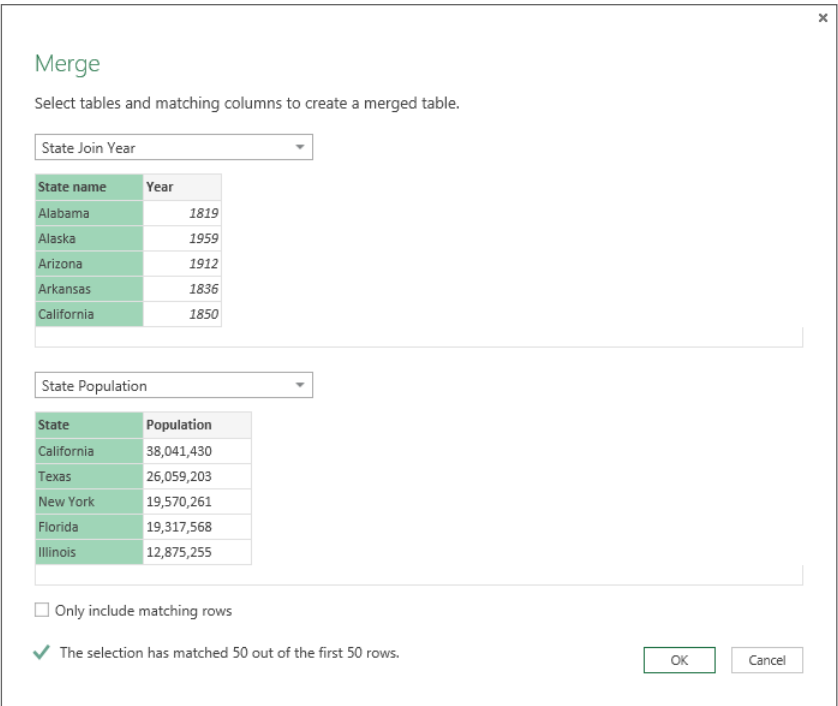 Merge
Select tables and matching columns to create a merged table.
State Join Year
State name Year
Alabama 1819
Alaska 1959
Arizona 1912
Arkansas 1836
California 1850
State Population
State Population
California 38,041,430
Texas 26,059,203
New York 19,570,261
Florida 19,317,568
Illinois 12,875,255
Only include matching rows
The selection has matched 50 out of the first 50 rows.
OK Cancel